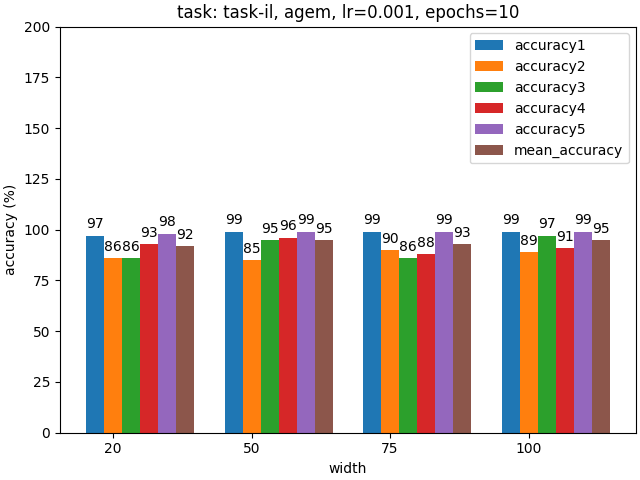 task: task-il, agem, lr=0.001, epochs=10
accuracy (%)
200
175
150
125
100
75
50
25
0
accuracy1
accuracy2
accuracy3
accuracy4
accuracy5
mean_accuracy
97 86 86 93 98 92
99 85 95 96 99 95
99 90 86 88 99 93
99 89 97 91 99 95
20 50 75 100
width